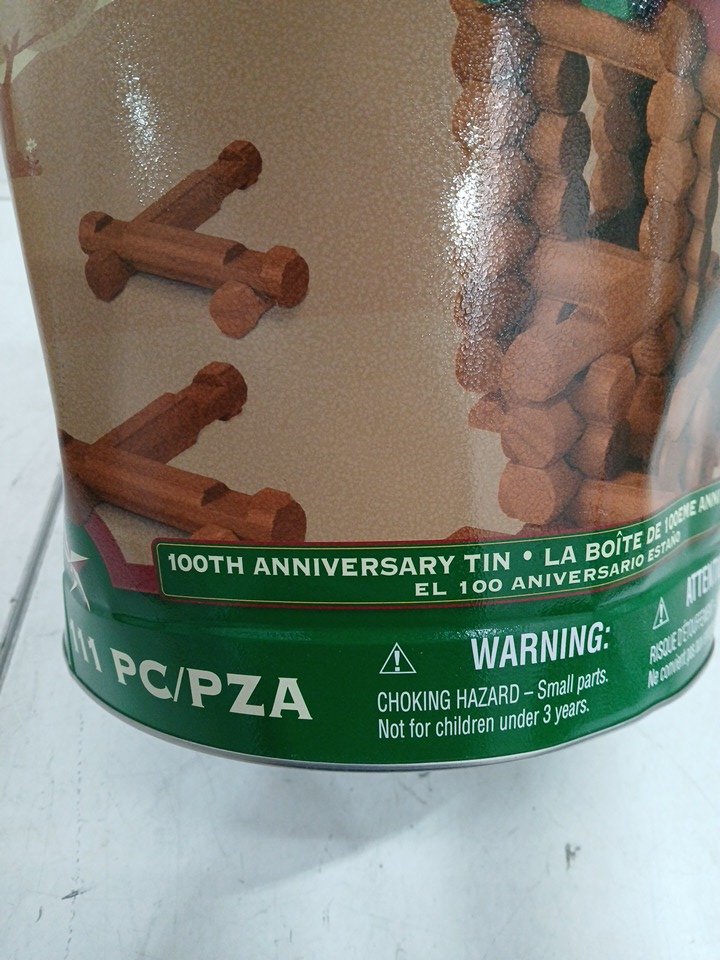 100TH ANNIVERSARY TIN • LA BOÎTE DE 100EME
EL 100 ANIVERSARIO ESTAÑO
111 PC/PZA
WARNING:
CHOKING HAZARD – Small parts.
Not for children under 3 years.